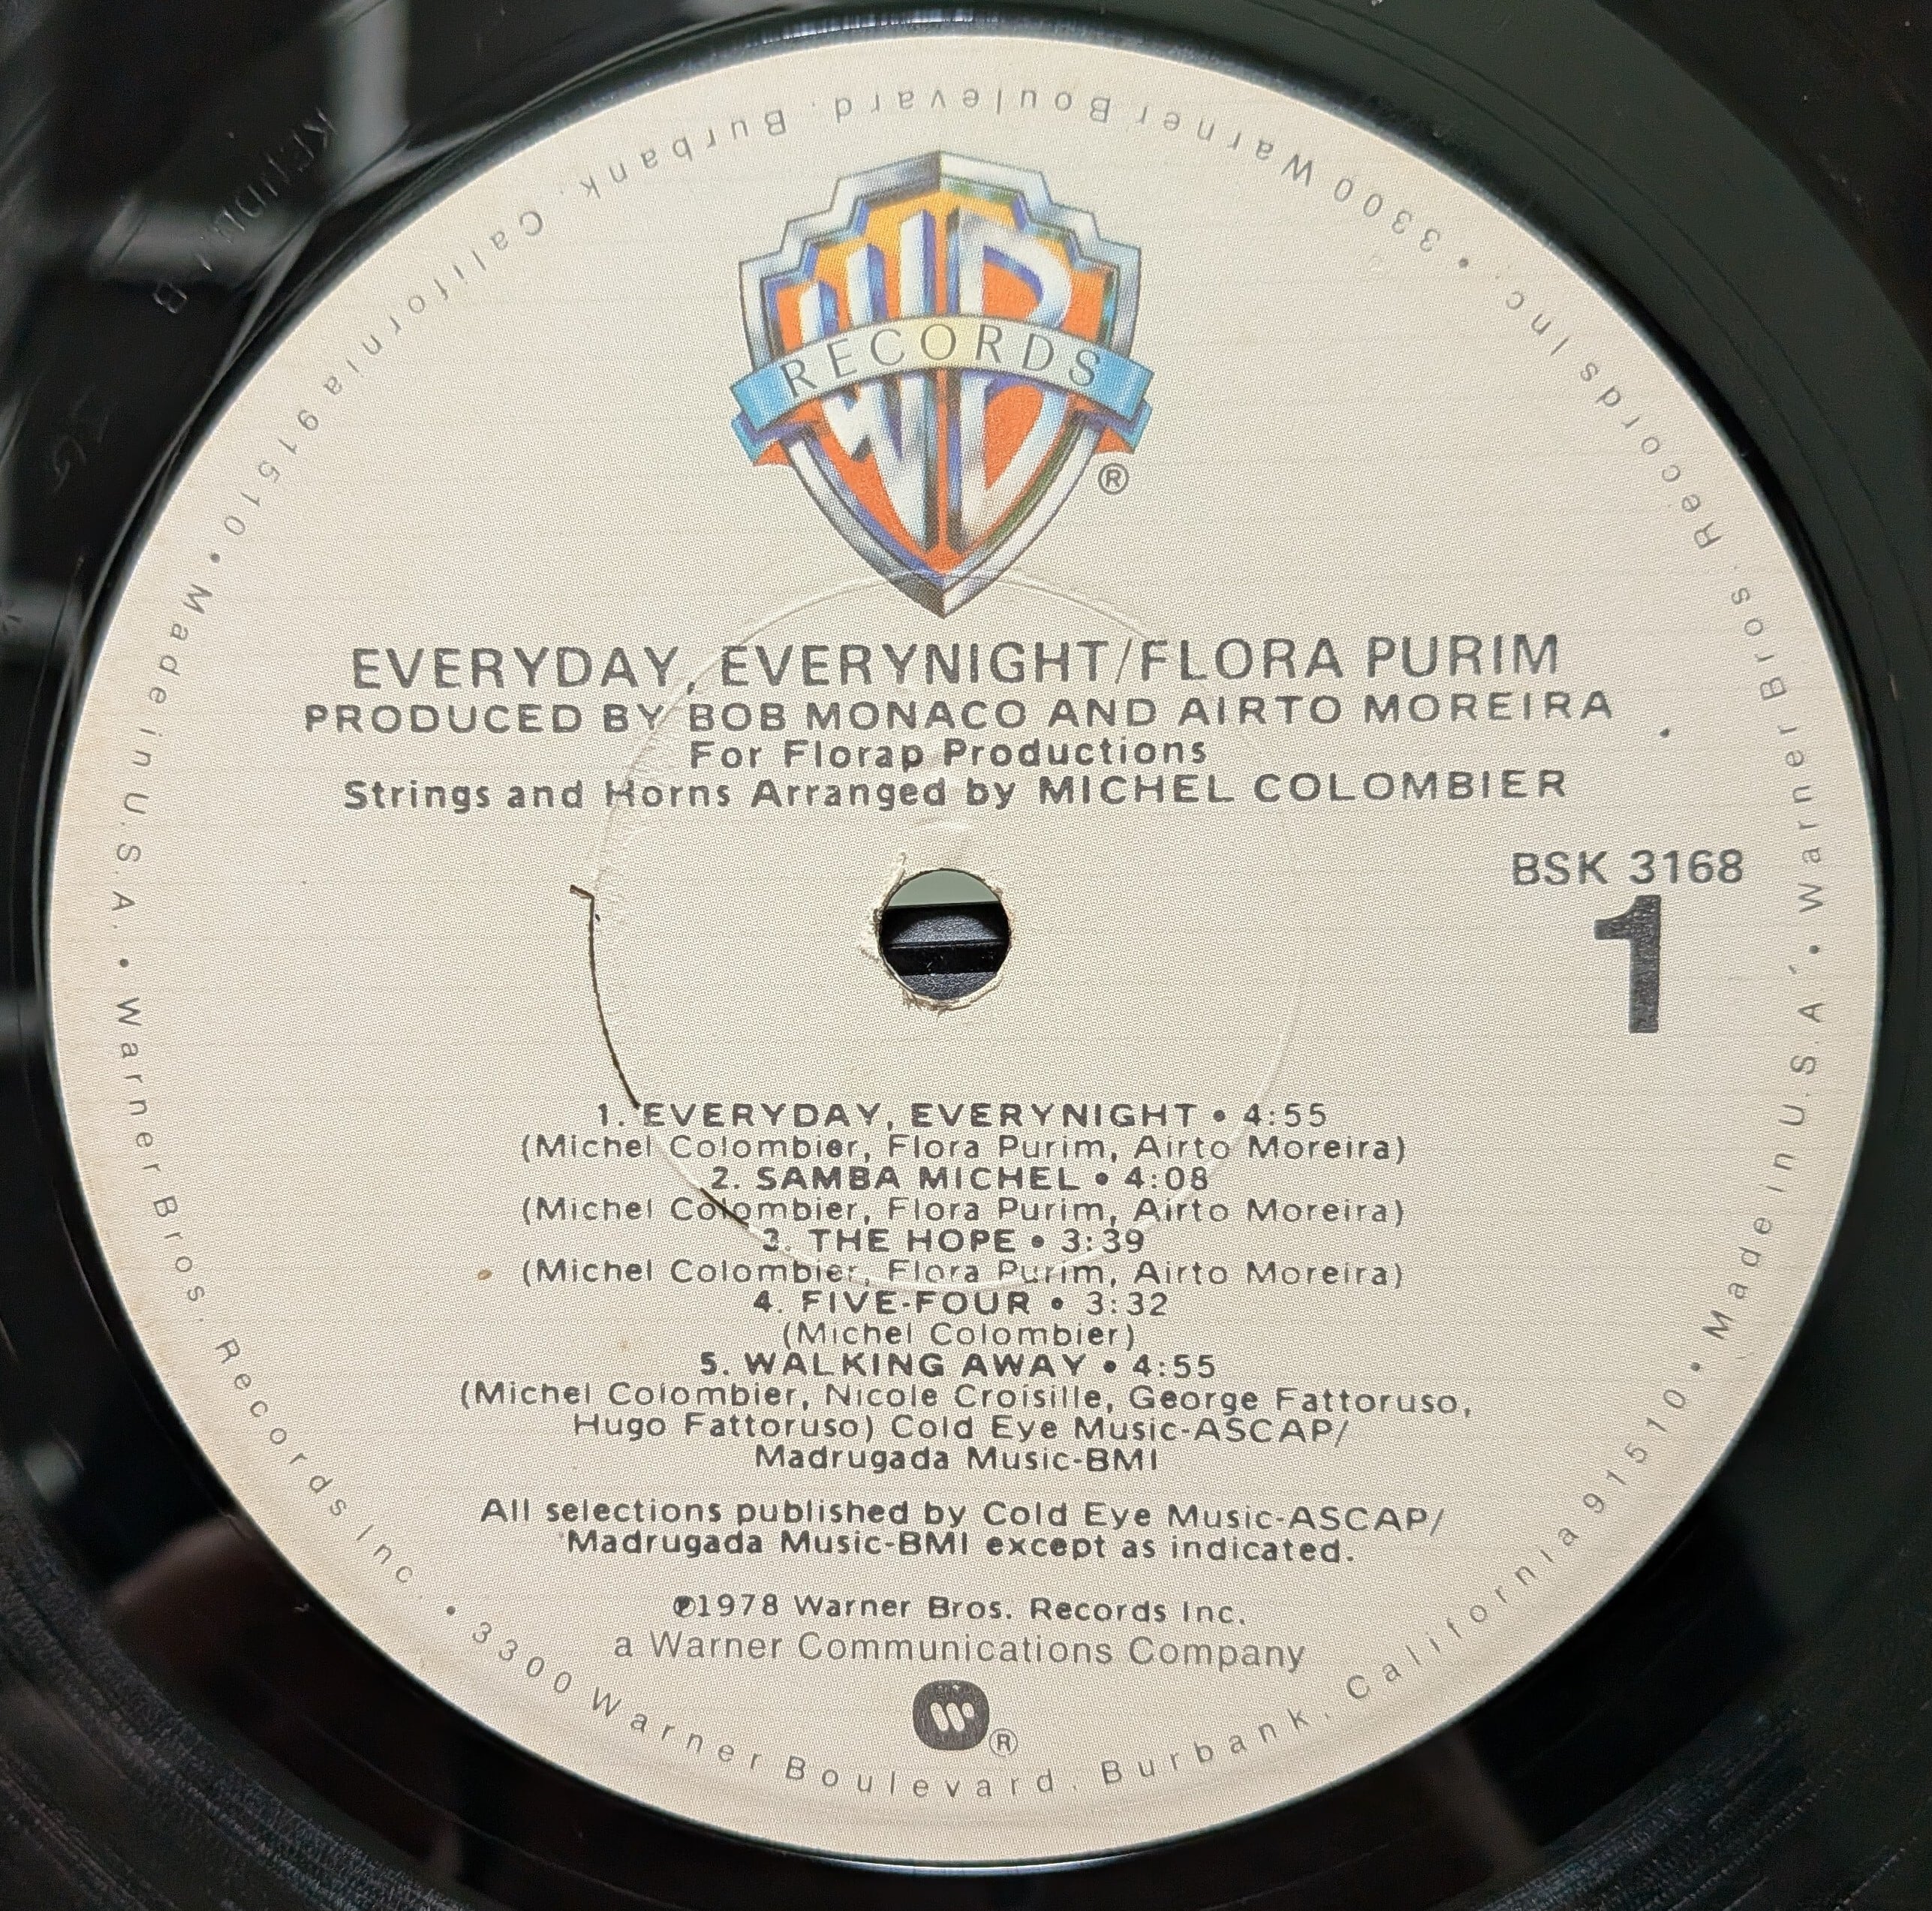 WB
RECORDS
®
EVERYDAY, EVERYNIGHT/FLORA PURIM
PRODUCED BY BOB MONACO AND AIRTO MOREIRA
For Florap Productions
Strings and Horns Arranged by MICHEL COLOMBIER
BSK 3168
1
1. EVERYDAY, EVERYNIGHT • 4:55
(Michel Colombier, Flora Purim, Airto Moreira)
2. SAMBA MICHEL • 4:08
(Michel Colombier, Flora Purim, Airto Moreira)
3. THE HOPE • 3:39
(Michel Colombier, Flora Purim, Airto Moreira)
4. FIVE-FOUR • 3:32
(Michel Colombier)
5. WALKING AWAY • 4:55
(Michel Colombier, Nicole Croisille, George Fattoruso,
Hugo Fattoruso) Cold Eye Music-ASCAP/
Madrugada Music-BMI
All selections published by Cold Eye Music-ASCAP/
Madrugada Music-BMI except as indicated.
℗1978 Warner Bros. Records Inc.
a Warner Communications Company
®
Warner Bros. Records Inc. • 3300 Warner Boulevard. Burbank. California 91510 • Made in U.S.A. • Warner Bros. Records Inc. • 3300 Warner Boulevard. Burbank. California 91510 • Made in U.S.A. •